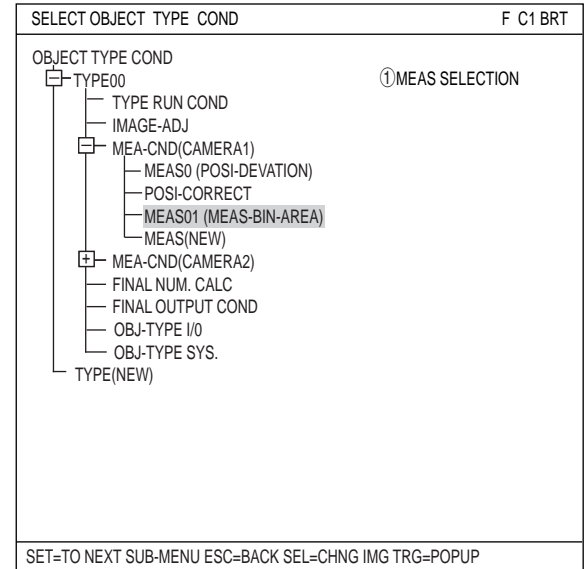 SELECT OBJECT TYPE COND F C1 BRT
OBJECT TYPE COND
TYPE00 ①MEAS SELECTION
TYPE RUN COND
IMAGE-ADJ
MEA-CND(CAMERA1)
MEAS0 (POSI-DEVATION)
POSI-CORRECT
MEAS01 (MEAS-BIN-AREA)
MEAS(NEW)
MEA-CND(CAMERA2)
FINAL NUM. CALC
FINAL OUTPUT COND
OBJ-TYPE I/0
OBJ-TYPE SYS.
TYPE(NEW)
SET=TO NEXT SUB-MENU ESC=BACK SEL=CHNG IMG TRG=POPUP